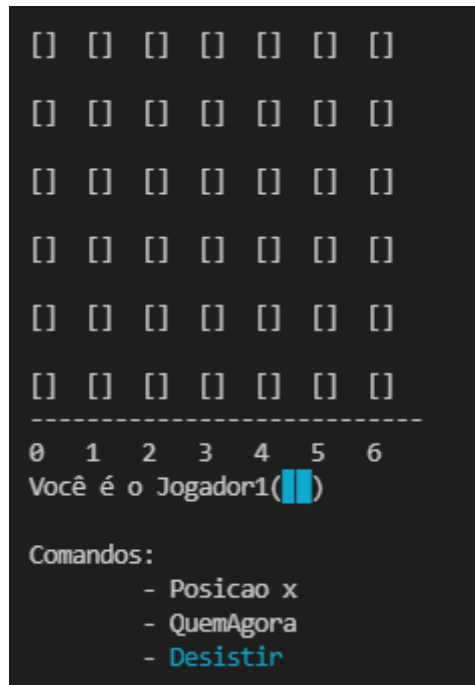 [] [] [] [] [] [] []
[] [] [] [] [] [] []
[] [] [] [] [] [] []
[] [] [] [] [] [] []
[] [] [] [] [] [] []
[] [] [] [] [] [] []
----------------------------
0 1 2 3 4 5 6
Você é o Jogador1(██)
Comandos:
- Posicao x
- QuemAgora
- Desistir